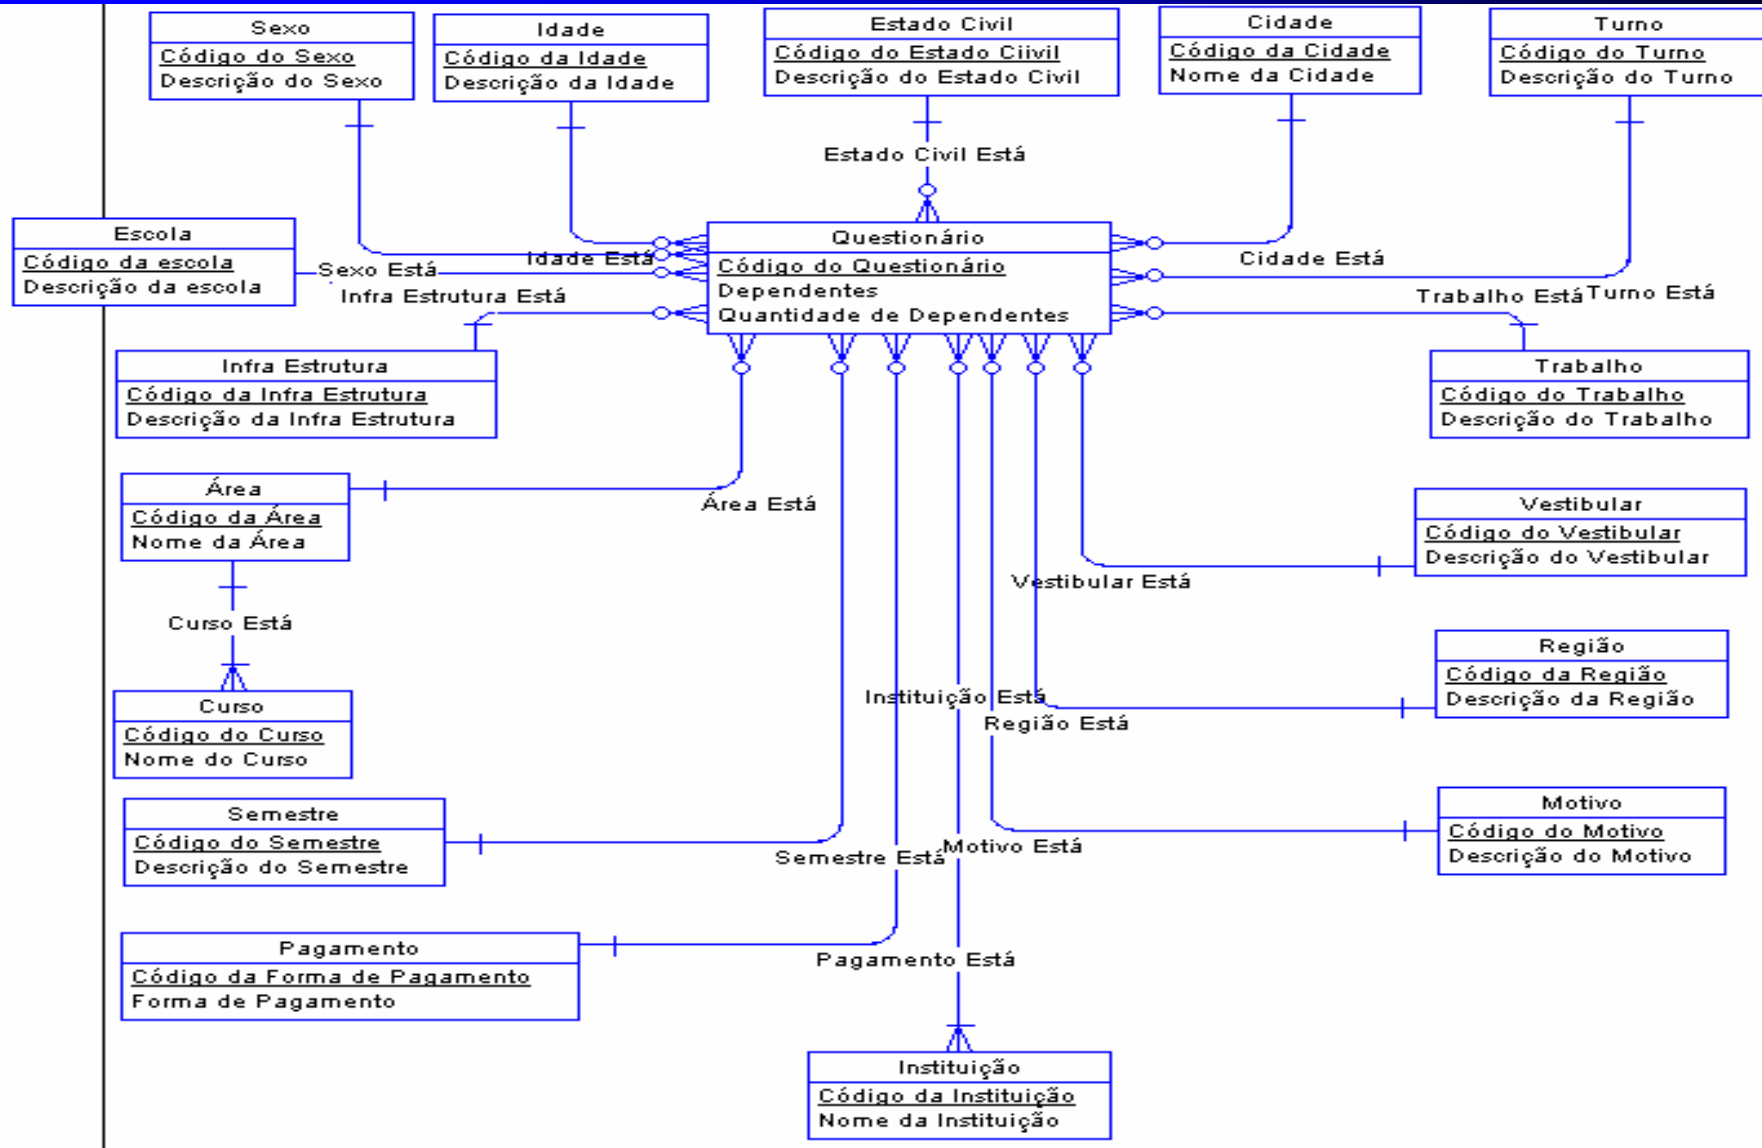 Sexo
Código do Sexo
Descrição do Sexo
Idade
Código da Idade
Descrição da Idade
Estado Civil
Código do Estado Ciivil
Descrição do Estado Civil
Cidade
Código da Cidade
Nome da Cidade
Turno
Código do Turno
Descrição do Turno
Estado Civil Está
Escola
Código da escola
Descrição da escola
Sexo Está
Idade Está
Infra Estrutura Está
Questionário
Código do Questionário
Dependentes
Quantidade de Dependentes
Cidade Está
Trabalho Está
Turno Está
Infra Estrutura
Código da Infra Estrutura
Descrição da Infra Estrutura
Trabalho
Código do Trabalho
Descrição do Trabalho
Área
Código da Área
Nome da Área
Área Está
Vestibular
Código do Vestibular
Descrição do Vestibular
Vestibular Está
Curso Está
Região
Código da Região
Descrição da Região
Instituição Está
Região Está
Curso
Código do Curso
Nome do Curso
Semestre
Código do Semestre
Descrição do Semestre
Semestre Está
Motivo Está
Motivo
Código do Motivo
Descrição do Motivo
Pagamento
Código da Forma de Pagamento
Forma de Pagamento
Pagamento Está
Instituição
Código da Instituição
Nome da Instituição